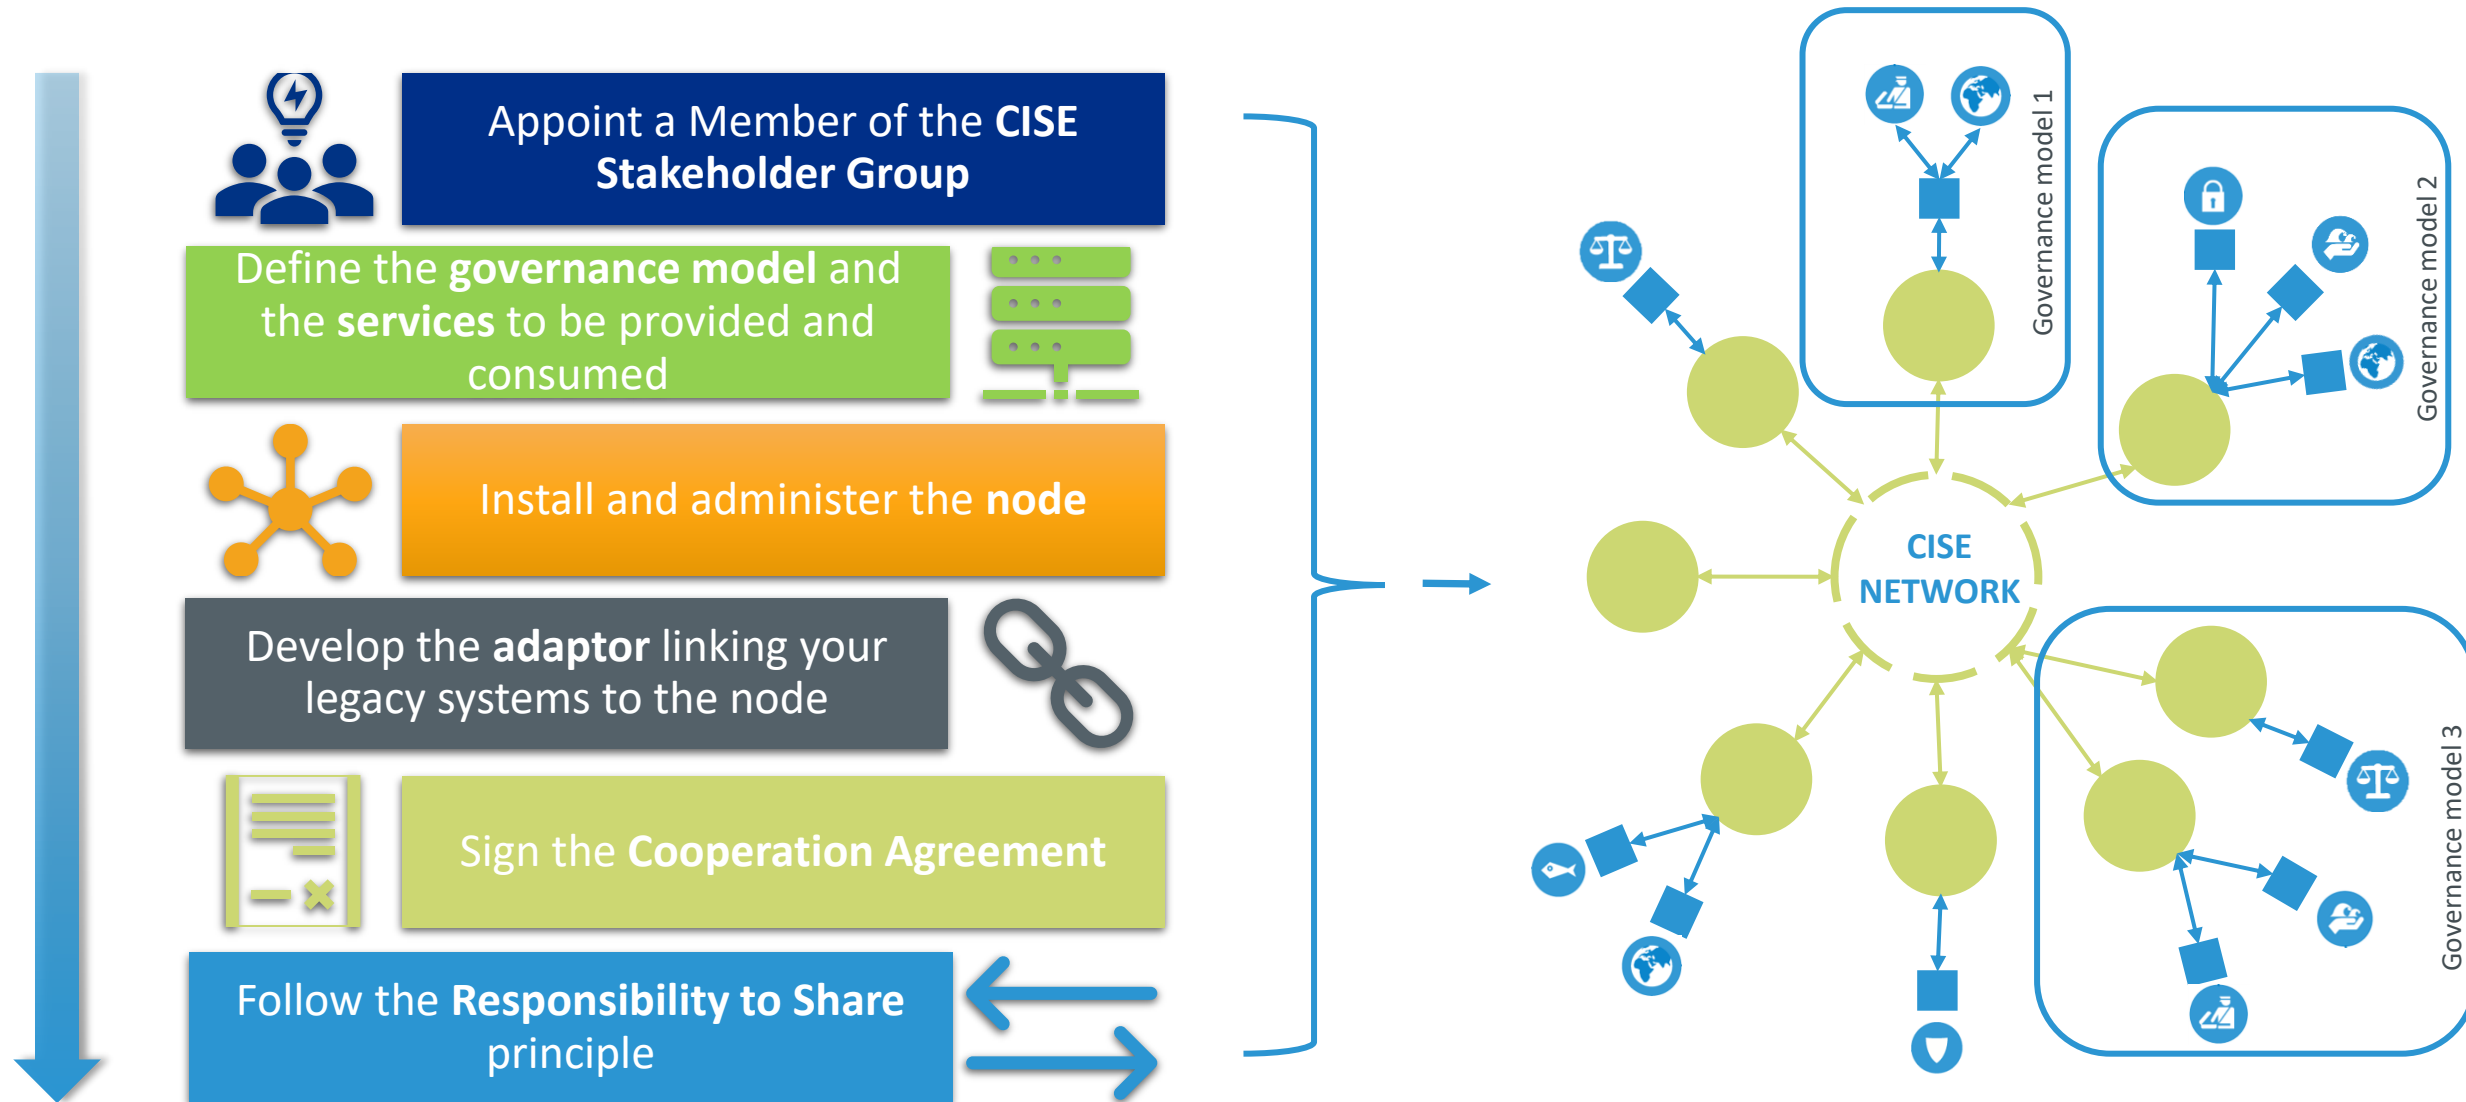 Appoint a Member of the CISE
Stakeholder Group
Define the governance model and
the services to be provided and
consumed
Install and administer the node
Develop the adaptor linking your
legacy systems to the node
Sign the Cooperation Agreement
Follow the Responsibility to Share
principle
Governance model 1
Governance model 2
CISE
NETWORK
Governance model 3